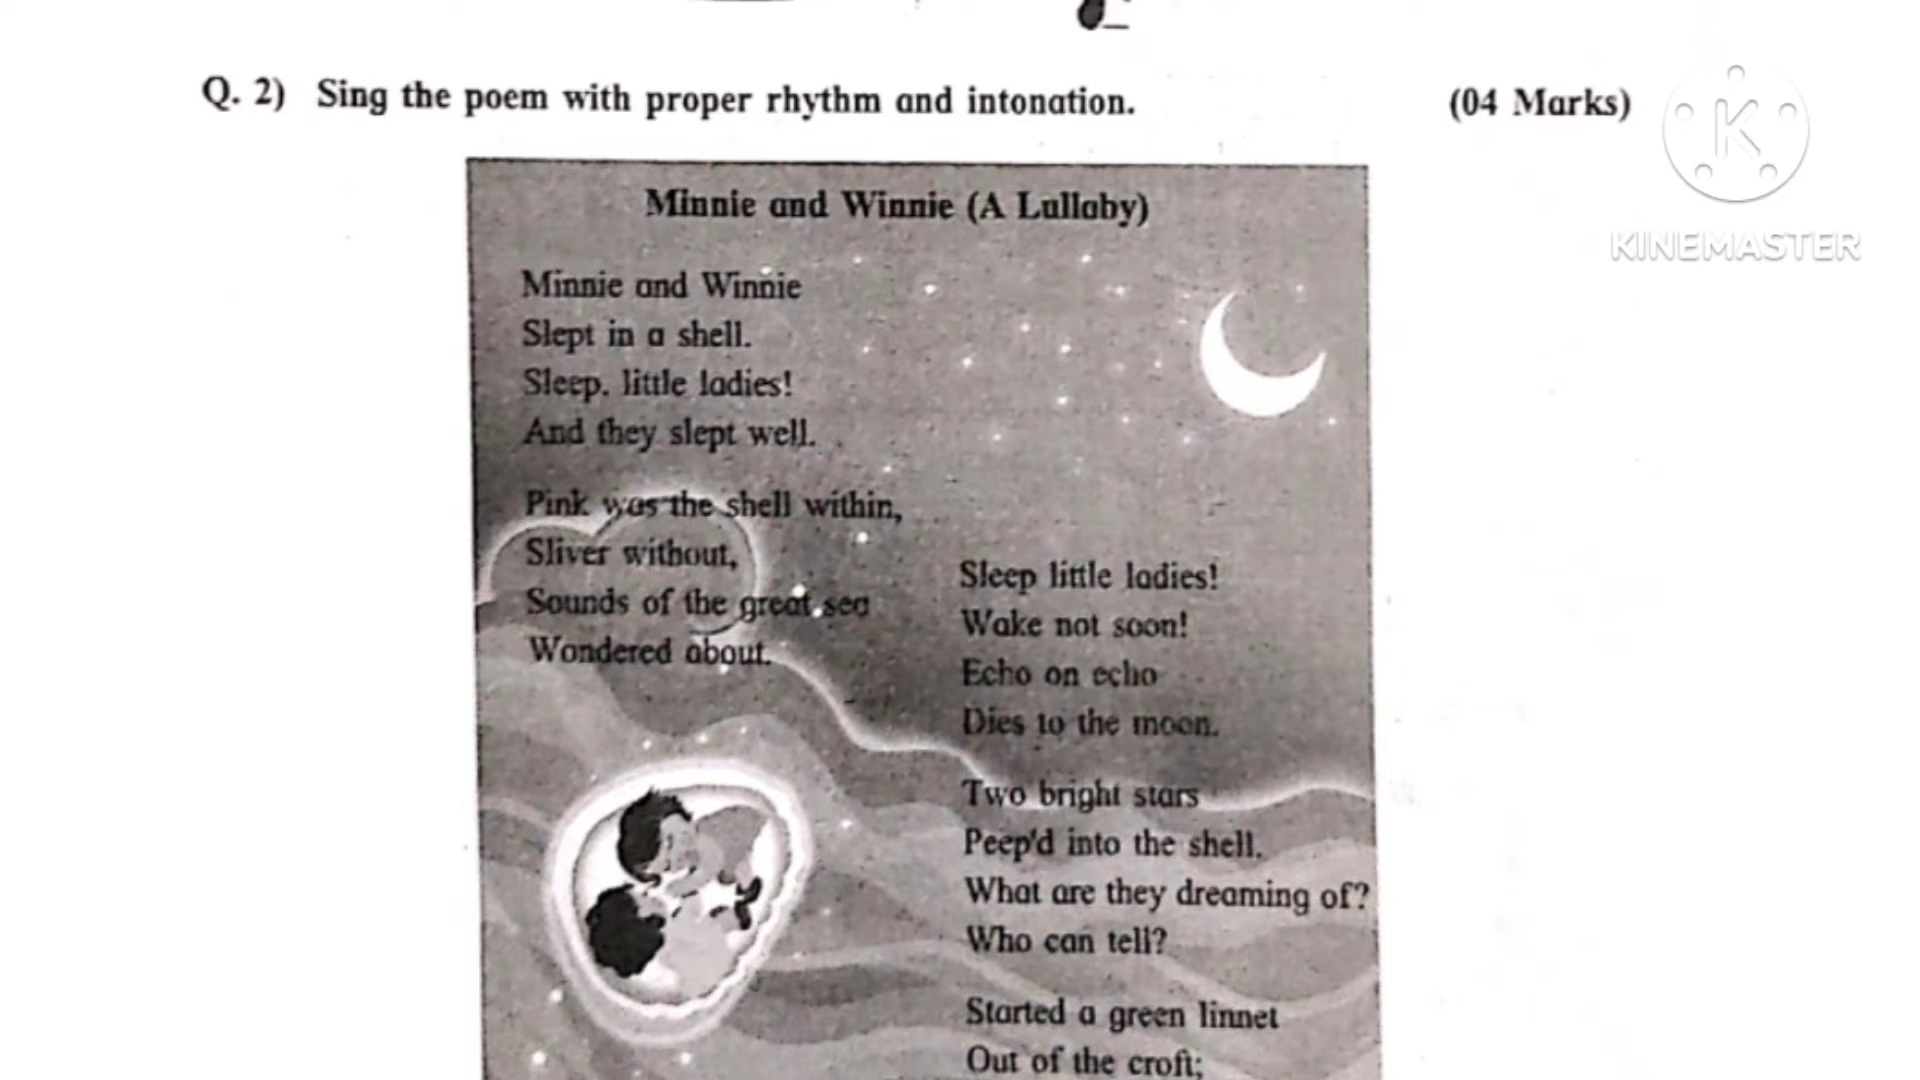 Q. 2) Sing the poem with proper rhythm and intonation. (04 Marks)
KINEMASTER
Minnie and Winnie (A Lullaby)
Minnie and Winnie
Slept in a shell.
Sleep, little ladies!
And they slept well.
Pink was the shell within,
Sliver without,
Sounds of the great sea
Wondered about.
Sleep little ladies!
Wake not soon!
Echo on echo
Dies to the moon.
Two bright stars
Peep'd into the shell.
What are they dreaming of?
Who can tell?
Started a green linnet
Out of the croft;